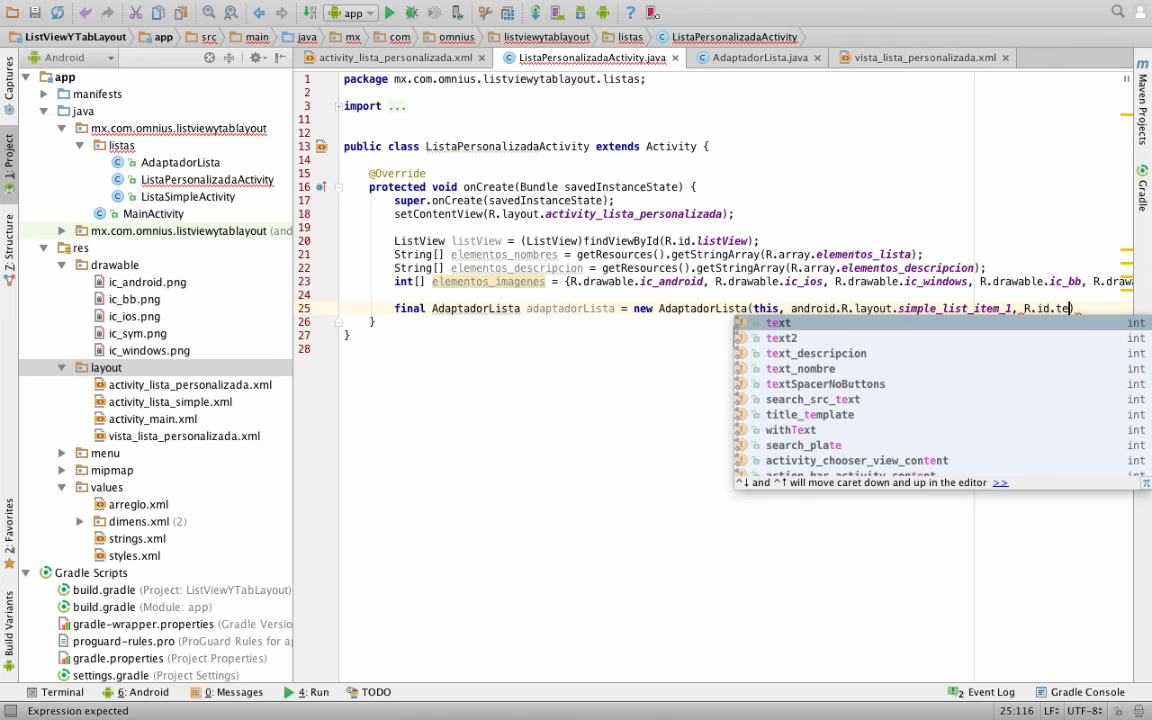 app
ListViewYTabLayout app src main java mx com omnius listviewytablayout listas ListaPersonalizadaActivity
Android
activity_lista_personalizada.xml ListaPersonalizadaActivity.java AdaptadorLista.java vista_lista_personalizada.xml
Captures
1: Project
Z: Structure
2: Favorites
Build Variants
app
manifests
java
mx.com.omnius.listviewytablayout
listas
AdaptadorLista
ListaPersonalizadaActivity
ListaSimpleActivity
MainActivity
mx.com.omnius.listviewytablayout (and
res
drawable
ic_android.png
ic_bb.png
ic_ios.png
ic_sym.png
ic_windows.png
layout
activity_lista_personalizada.xml
activity_lista_simple.xml
activity_main.xml
vista_lista_personalizada.xml
menu
mipmap
values
arreglo.xml
dimens.xml (2)
strings.xml
styles.xml
Gradle Scripts
build.gradle (Project: ListViewYTabLayout)
build.gradle (Module: app)
gradle-wrapper.properties (Gradle Versio
proguard-rules.pro (ProGuard Rules for ap
gradle.properties (Project Properties)
settings.gradle (Project Settings)
1 package mx.com.omnius.listviewytablayout.listas;
2
3 import ...
11
12
13 public class ListaPersonalizadaActivity extends Activity {
14
15 @Override
16 protected void onCreate(Bundle savedInstanceState) {
17 super.onCreate(savedInstanceState);
18 setContentView(R.layout.activity_lista_personalizada);
19
20 ListView listView = (ListView)findViewById(R.id.listView);
21 String[] elementos_nombres = getResources().getStringArray(R.array.elementos_lista);
22 String[] elementos_descripcion = getResources().getStringArray(R.array.elementos_descripcion);
23 int[] elementos_imagenes = {R.drawable.ic_android, R.drawable.ic_ios, R.drawable.ic_windows, R.drawable.ic_bb, R.drawa
24
25 final AdaptadorLista adaptadorLista = new AdaptadorLista(this, android.R.layout.simple_list_item_1, R.id.te)
26 }
27 }
28
text int
text2 int
text_descripcion int
text_nombre int
textSpacerNoButtons int
search_src_text int
title_template int
withText int
search_plate int
activity_chooser_view_content int
action_bar_activity_content int
^↓ and ^↑ will move caret down and up in the editor >> π
m Maven Projects
Gradle
Terminal 6: Android 0: Messages 4: Run TODO 2 Event Log Gradle Console
Expression expected 25:116 LF÷ UTF-8÷